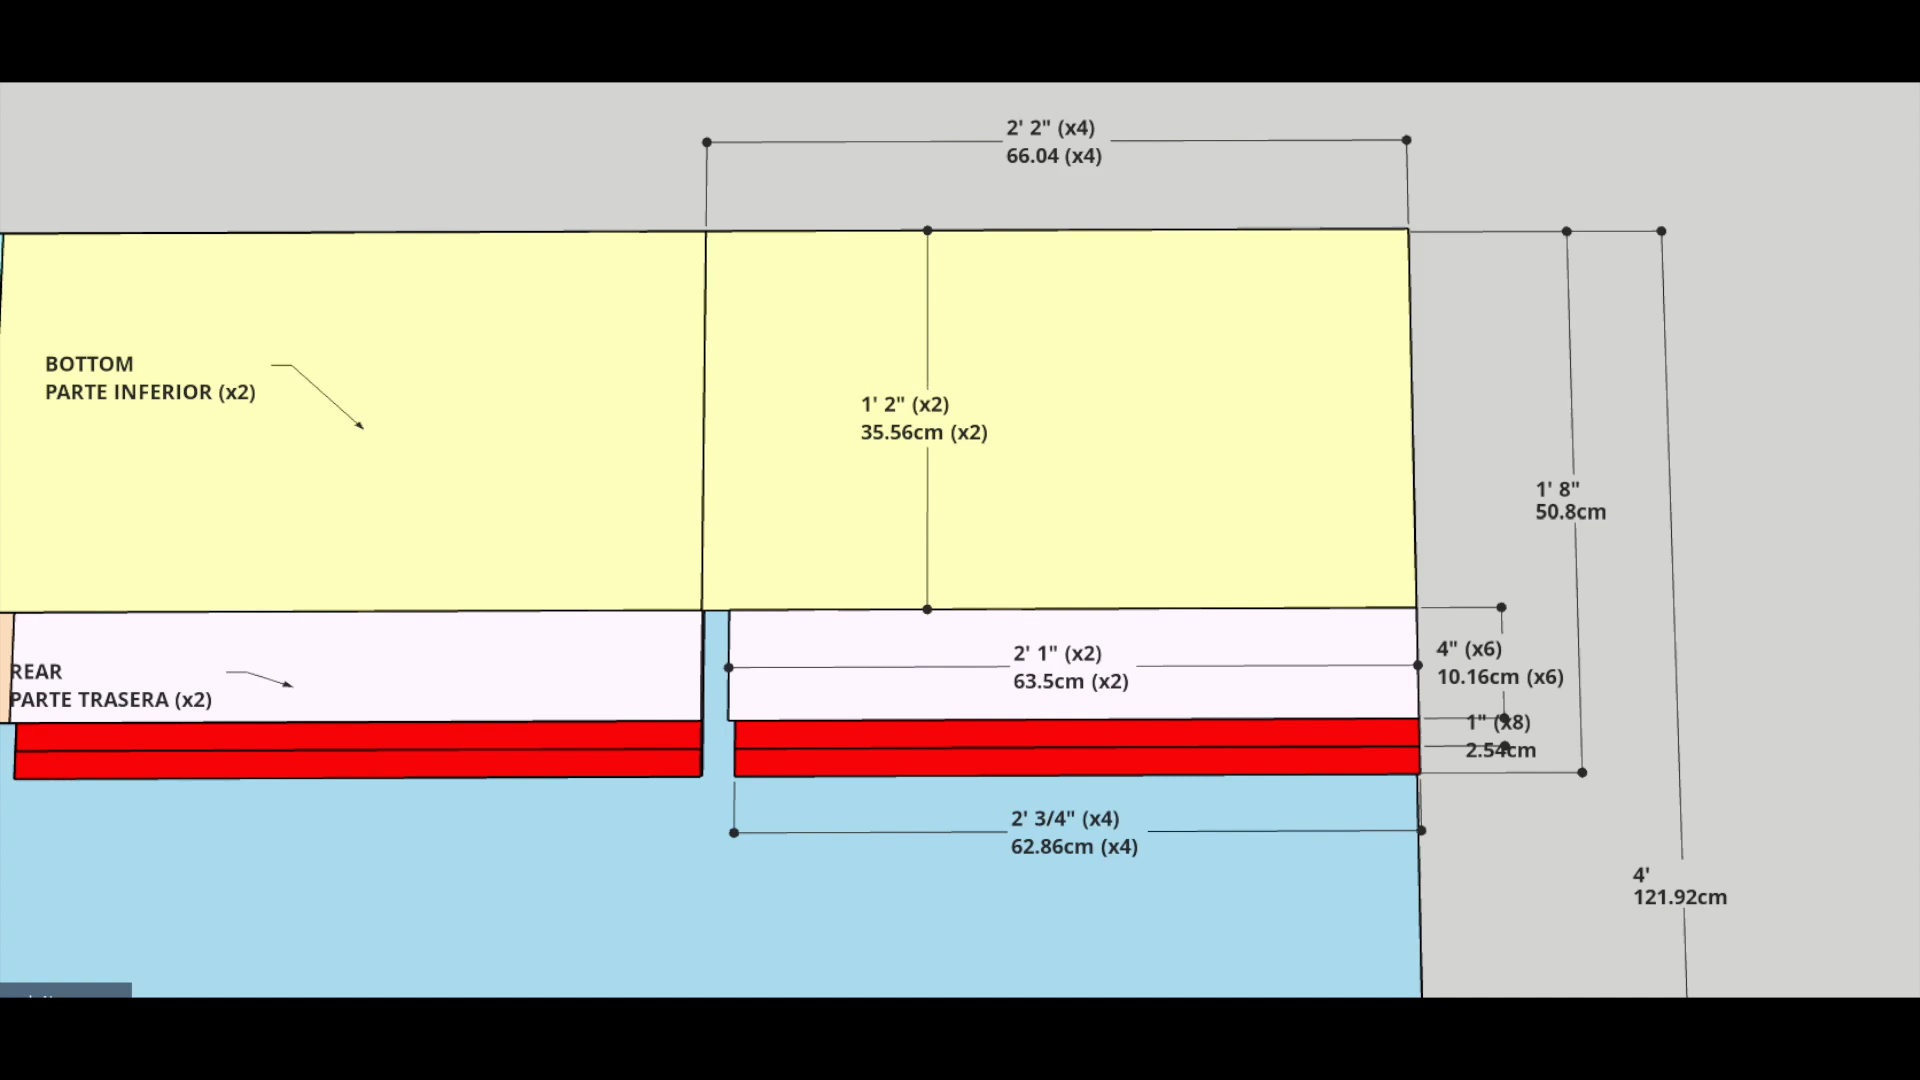 2' 2" (x4)
66.04 (x4)
BOTTOM
PARTE INFERIOR (x2)
1' 2" (x2)
35.56cm (x2)
1' 8"
50.8cm
2' 1" (x2)
63.5cm (x2)
4" (x6)
10.16cm (x6)
REAR
PARTE TRASERA (x2)
1" (x8)
2.54cm
2' 3/4" (x4)
62.86cm (x4)
4'
121.92cm